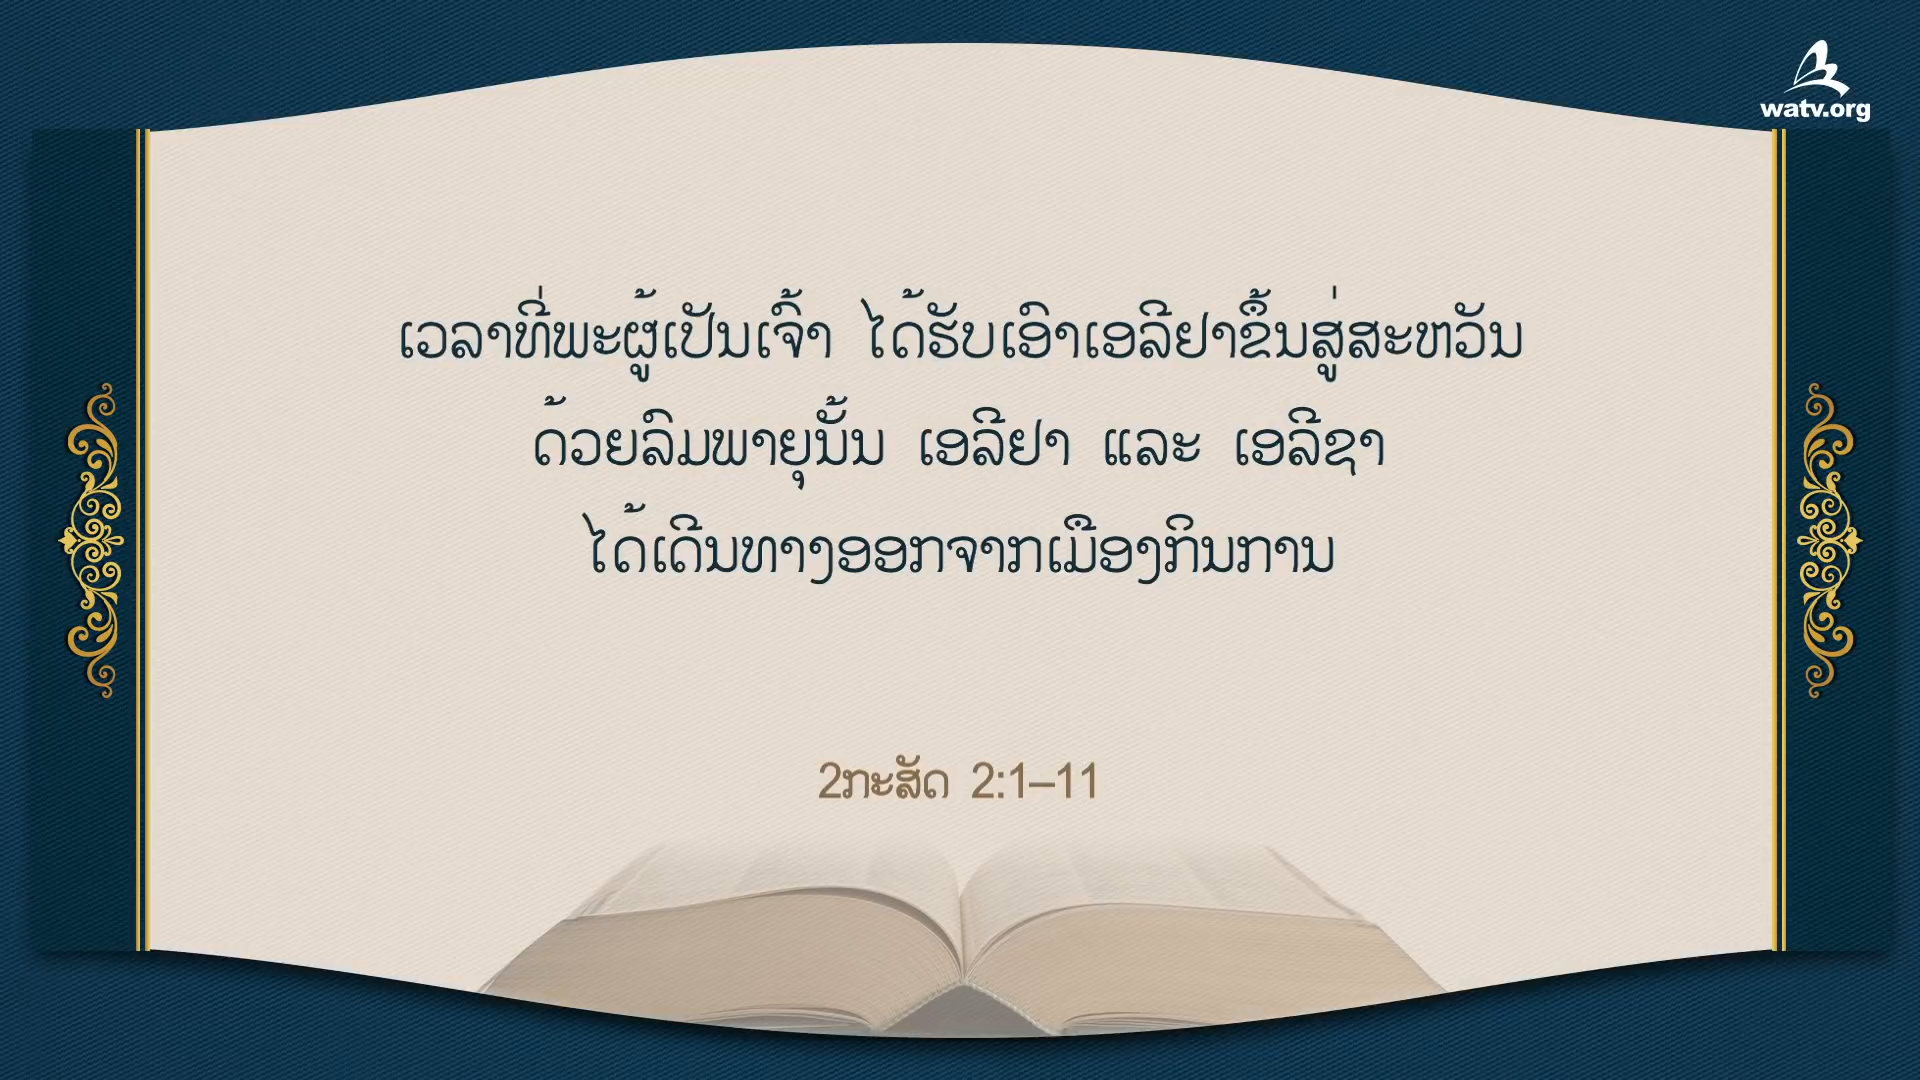 watv.org
ເວລາທີ່ພະຜູ້ເປັນເຈົ້າ ໄດ້ຮັບເອົາເອລີຢາຂຶ້ນສູ່ສະຫວັນ
ດ້ວຍລົມພາຍຸນັ້ນ ເອລີຢາ ແລະ ເອລີຊາ
ໄດ້ເດີນທາງອອກຈາກເມືອງກິນການ
2ກະສັດ 2:1–11